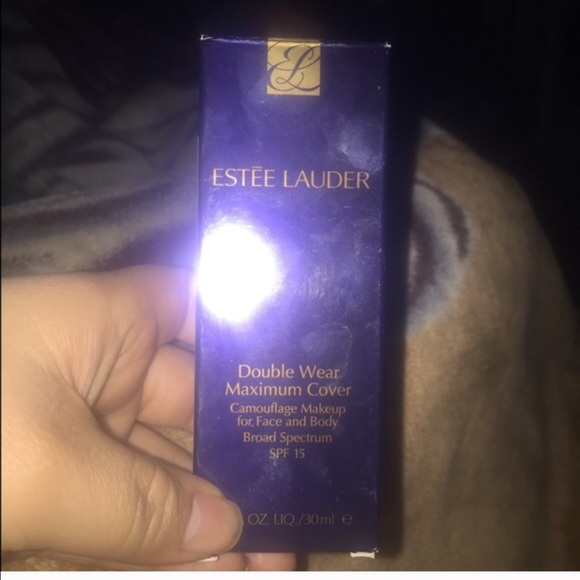 EL
ESTĒE LAUDER
Double Wear
Maximum Cover
Camouflage Makeup
for Face and Body
Broad Spectrum
SPF 15
OZ. LIQ./30ml ℮